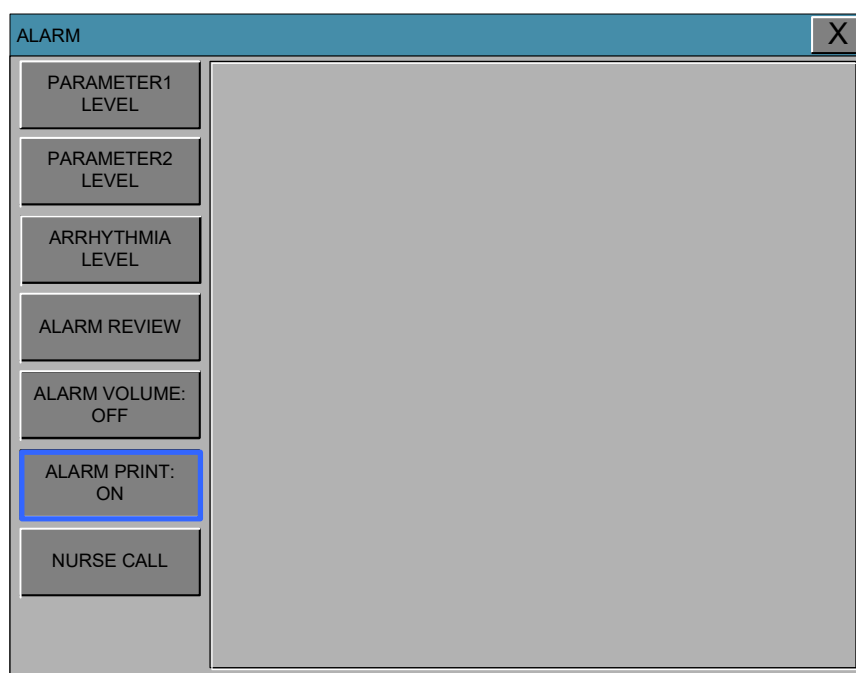 ALARM
X
PARAMETER1
LEVEL
PARAMETER2
LEVEL
ARRHYTHMIA
LEVEL
ALARM REVIEW
ALARM VOLUME:
OFF
ALARM PRINT:
ON
NURSE CALL